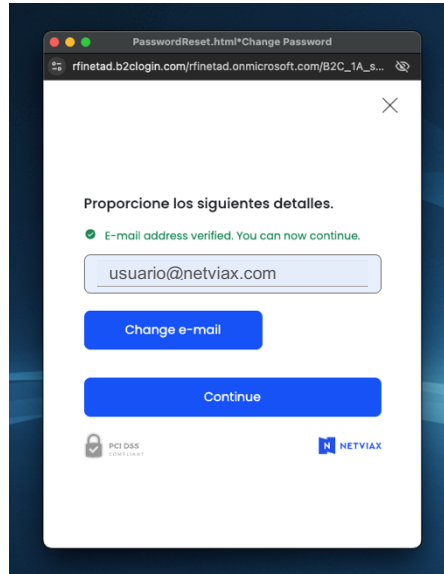 PasswordReset.html*Change Password
rfinetad.b2clogin.com/rfinetad.onmicrosoft.com/B2C_1A_s...
Proporcione los siguientes detalles.
E-mail address verified. You can now continue.
usuario@netviax.com
Change e-mail
Continue
PCI DSS
COMPLIANT
N NETVIAX